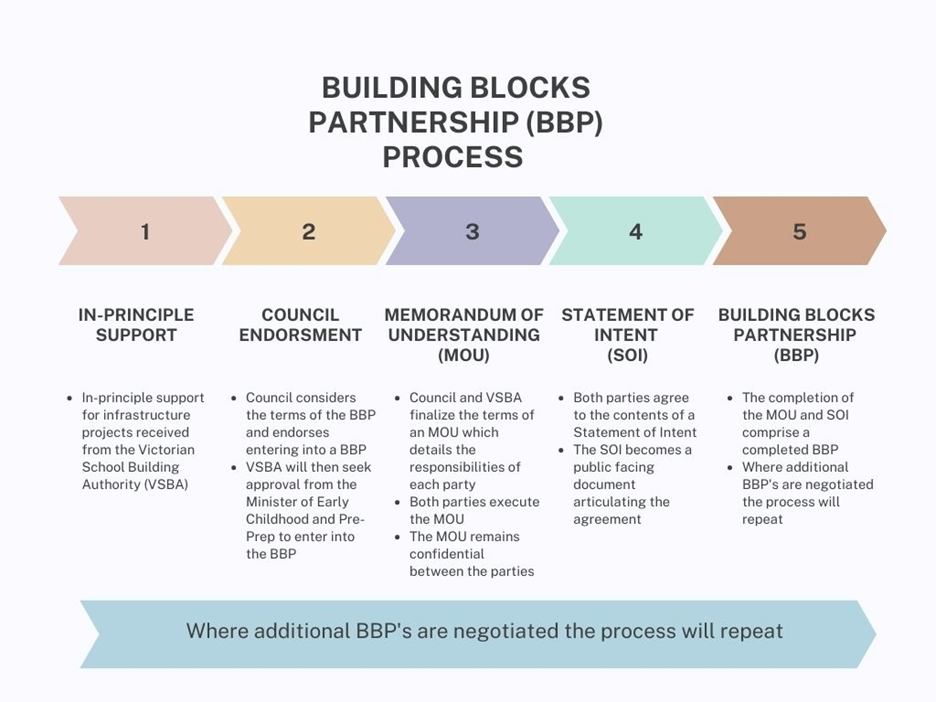 BUILDING BLOCKS
PARTNERSHIP (BBP)
PROCESS
1
2
3
4
5
IN-PRINCIPLE
SUPPORT
• In-principle support
for infrastructure
projects received
from the Victorian
School Building
Authority (VSBA)
COUNCIL
ENDORSMENT
• Council considers
the terms of the BBP
and endorses
entering into a BBP
• VSBA will then seek
approval from the
Minister of Early
Childhood and Pre-
Prep to enter into
the BBP
MEMORANDUM OF
UNDERSTANDING
(MOU)
• Council and VSBA
finalize the terms of
an MOU which
details the
responsibilities of
each party
• Both parties execute
the MOU
• The MOU remains
confidential
between the parties
STATEMENT OF
INTENT
(SOI)
• Both parties agree
to the contents of a
Statement of Intent
• The SOI becomes a
public facing
document
articulating the
agreement
BUILDING BLOCKS
PARTNERSHIP
(BBP)
• The completion of
the MOU and SOI
comprise a
completed BBP
• Where additional
BBP's are negotiated
the process will
repeat
Where additional BBP's are negotiated the process will repeat